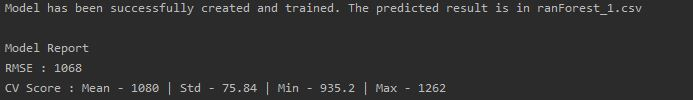 Model has been successfully created and trained. The predicted result is in ranForest_1.csv
Model Report
RMSE : 1068
CV Score : Mean - 1080 | Std - 75.84 | Min - 935.2 | Max - 1262